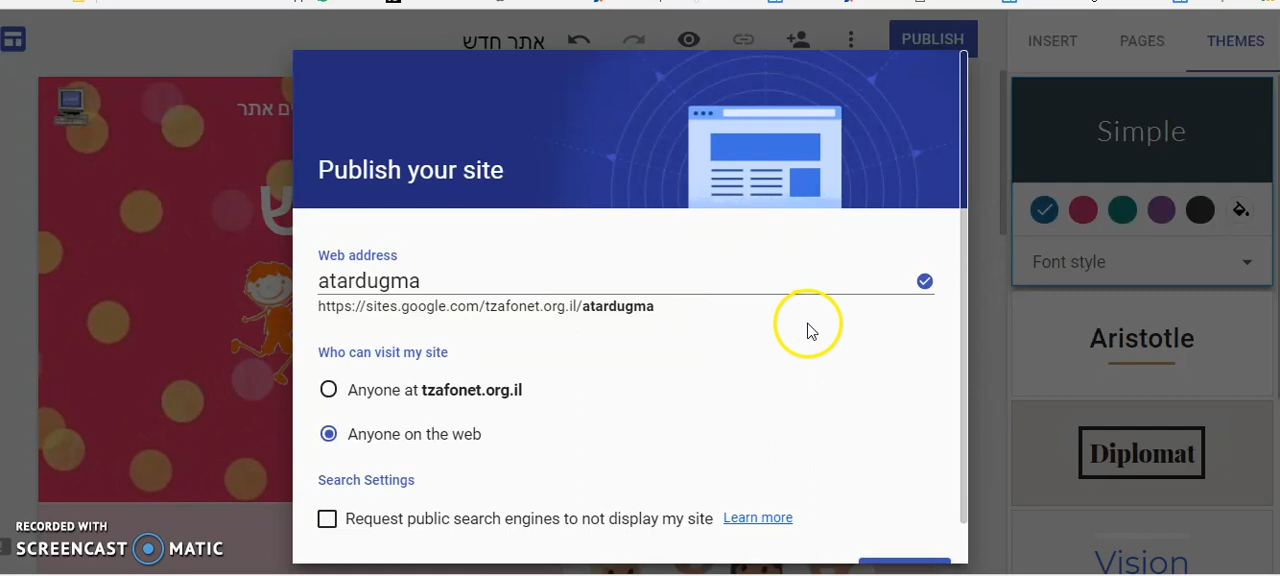 אתר חדש
PUBLISH
INSERT
PAGES
THEMES
ים אתר
ש
Publish your site
Web address
atardugma
https://sites.google.com/tzafonet.org.il/atardugma
Who can visit my site
Anyone at tzafonet.org.il
Anyone on the web
Search Settings
Request public search engines to not display my site Learn more
Simple
Font style
Aristotle
Diplomat
Vision
RECORDED WITH
SCREENCAST MATIC